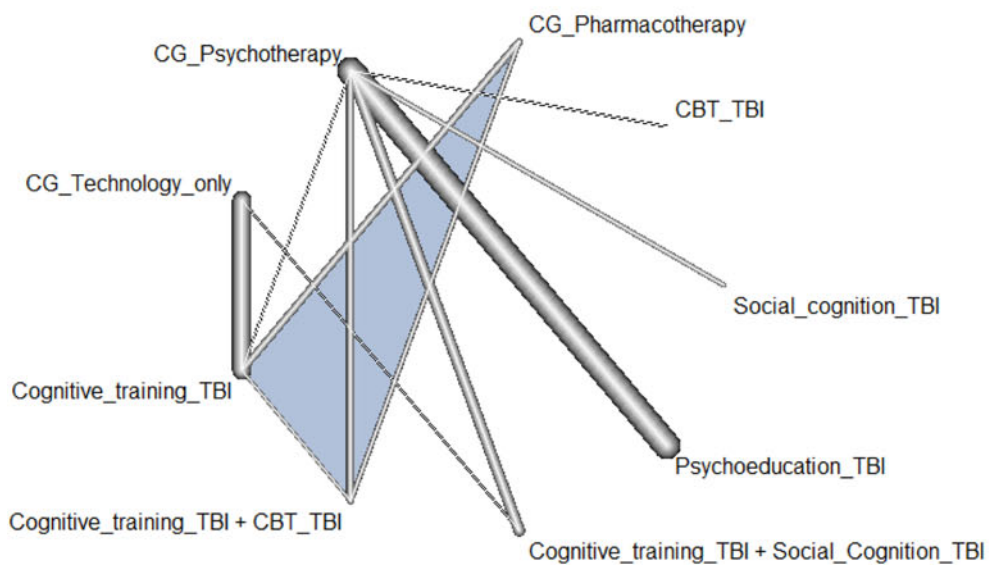 CG_Pharmacotherapy
CG_Psychotherapy
CBT_TBI
CG_Technology_only
Social_cognition_TBI
Cognitive_training_TBI
Psychoeducation_TBI
Cognitive_training_TBI + CBT_TBI
Cognitive_training_TBI + Social_Cognition_TBI